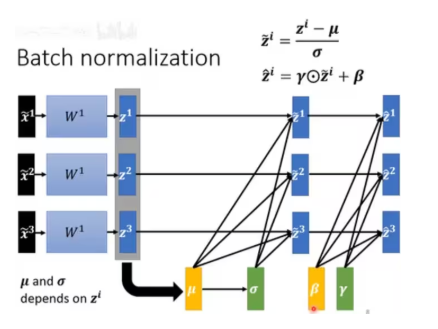 z̃ⁱ = (zⁱ − μ) / σ
Batch normalization
ẑⁱ = γ⊙z̃ⁱ + β
x̃¹ W¹ z¹ z̃¹ ẑ¹
x̃² W¹ z² z̃² ẑ²
x̃³ W¹ z³ z̃³ ẑ³
μ σ β γ
μ and σ
depends on zⁱ